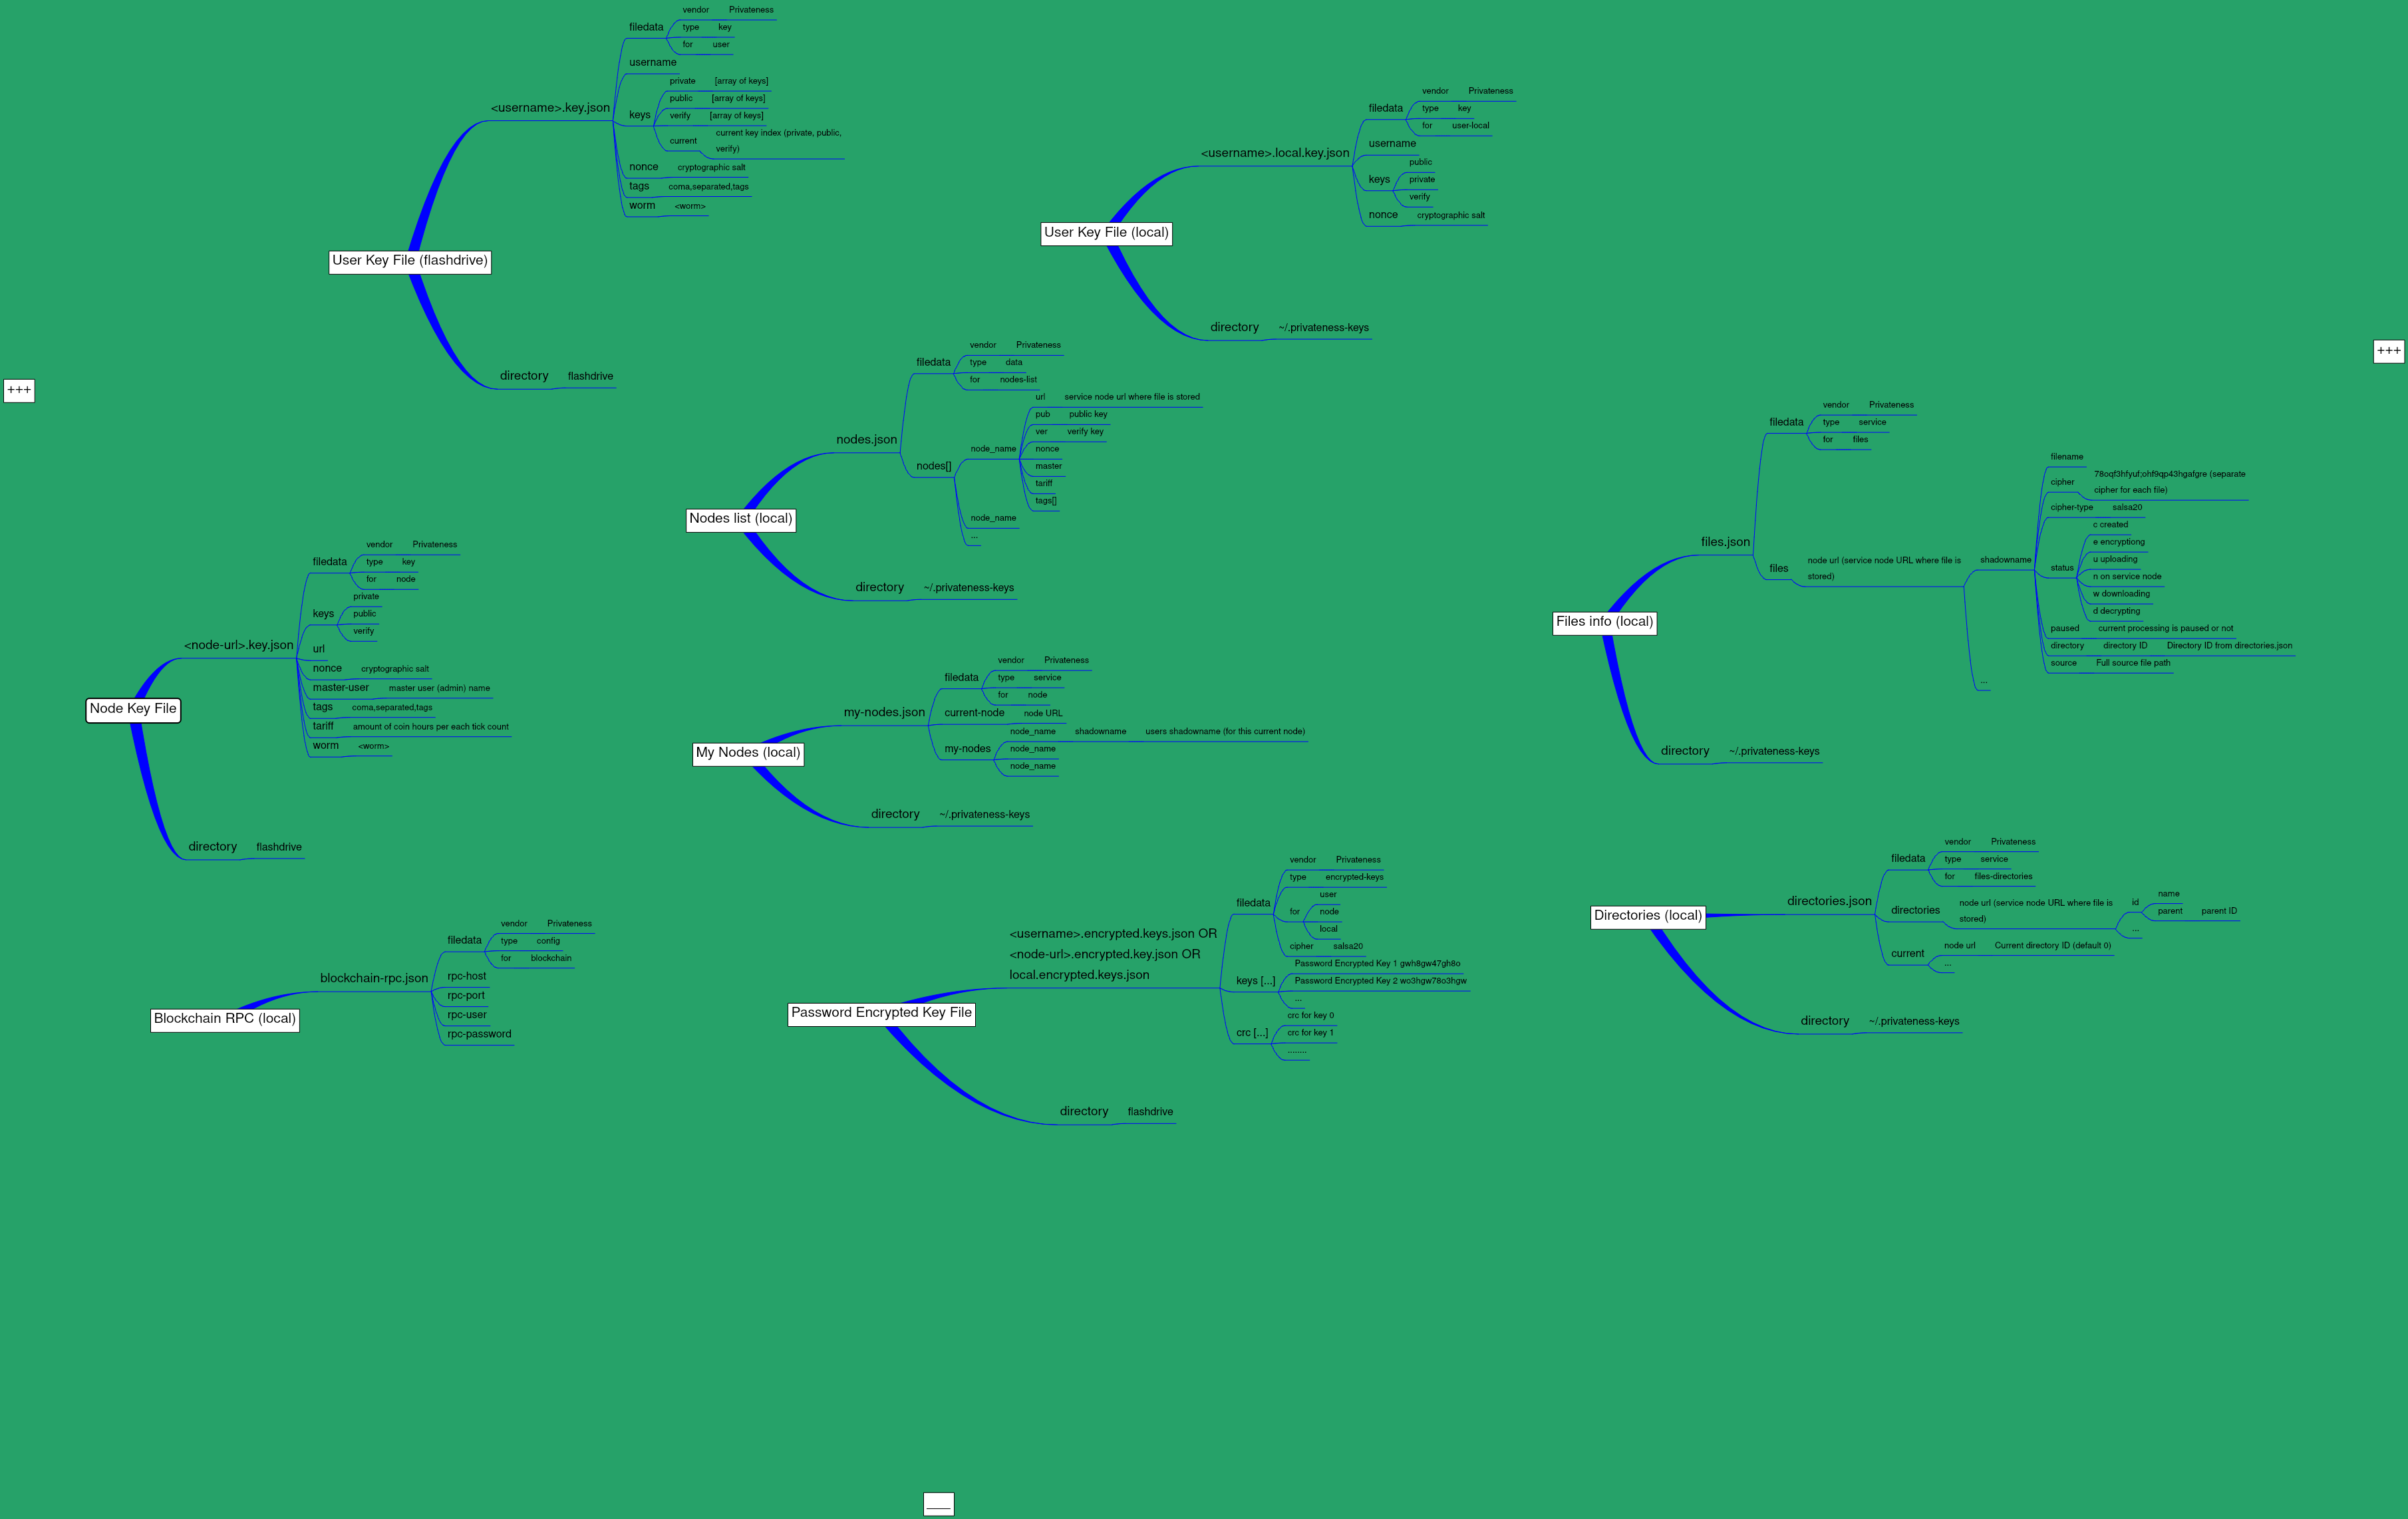 vendor Privateness
filedata type key
for user
username
private [array of keys]
public [array of keys]
<username>.key.json
keys verify [array of keys]
current key index (private, public,
current
verify)
nonce cryptographic salt
tags coma,separated,tags
worm <worm>
User Key File (flashdrive)
directory flashdrive
vendor Privateness
filedata type key
for user-local
username
<username>.local.key.json
public
keys private
verify
nonce cryptographic salt
User Key File (local)
directory ~/.privateness-keys
+++
+++
vendor Privateness
filedata type data
for nodes-list
url service node url where file is stored
pub public key
ver verify key
nodes.json
node_name nonce
nodes[]
master
tariff
tags[]
node_name
...
Nodes list (local)
directory ~/.privateness-keys
vendor Privateness
filedata type service
for files
filename
78oqf3hfyuf;ohf9qp43hgafgre (separate
cipher
cipher for each file)
cipher-type salsa20
c created
files.json
e encryptiong
node url (service node URL where file is
shadowname
u uploading
files
status
stored)
n on service node
w downloading
d decrypting
paused current processing is paused or not
directory directory ID Directory ID from directories.json
source Full source file path
...
Files info (local)
directory ~/.privateness-keys
vendor Privateness
filedata type key
for node
private
keys public
verify
<node-url>.key.json
url
nonce cryptographic salt
master-user master user (admin) name
tags coma,separated,tags
tariff amount of coin hours per each tick count
worm <worm>
Node Key File
directory flashdrive
vendor Privateness
filedata type service
for node
my-nodes.json
current-node node URL
node_name shadowname users shadowname (for this current node)
my-nodes node_name
node_name
My Nodes (local)
directory ~/.privateness-keys
vendor Privateness
filedata type service
for files-directories
directories.json
name
node url (service node URL where file is
id
directories
parent parent ID
stored)
...
node url Current directory ID (default 0)
current
...
Directories (local)
directory ~/.privateness-keys
vendor Privateness
filedata type config
for blockchain
blockchain-rpc.json
rpc-host
rpc-port
rpc-user
rpc-password
Blockchain RPC (local)
vendor Privateness
type encrypted-keys
filedata
user
for node
local
cipher salsa20
<username>.encrypted.keys.json OR
<node-url>.encrypted.key.json OR
local.encrypted.keys.json
Password Encrypted Key 1 gwh8gw47gh8o
keys [...] Password Encrypted Key 2 wo3hgw78o3hgw
...
crc for key 0
crc [...] crc for key 1
........
Password Encrypted Key File
directory flashdrive
___